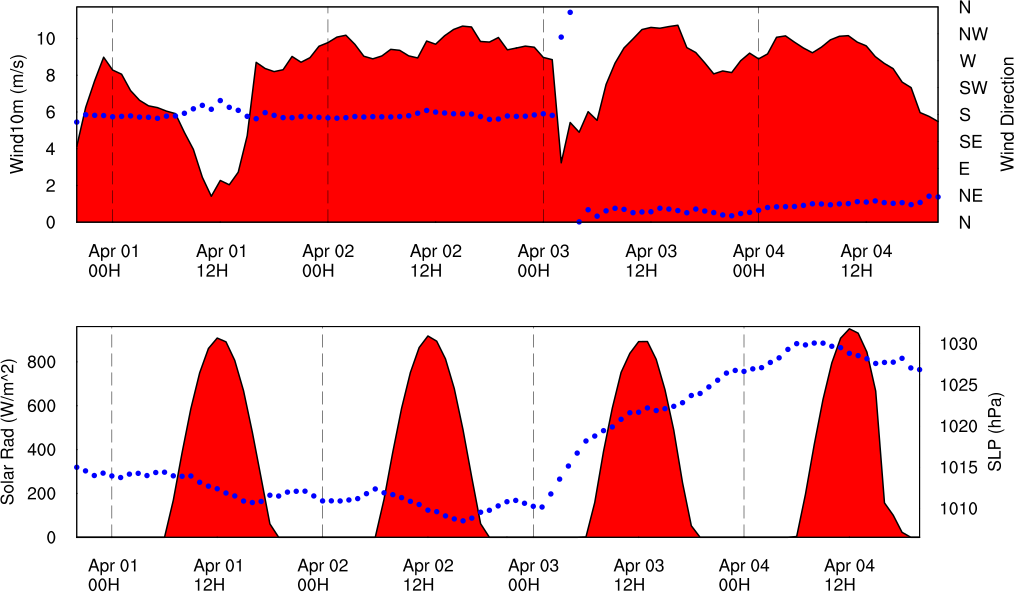 Wind10m (m/s)
10
8
6
4
2
0
N
NW
W
SW
S
SE
E
NE
N
Wind Direction
Apr 01 Apr 01 Apr 02 Apr 02 Apr 03 Apr 03 Apr 04 Apr 04
00H 12H 00H 12H 00H 12H 00H 12H
Solar Rad (W/m^2)
800
600
400
200
0
1030
1025
1020
1015
1010
SLP (hPa)
Apr 01 Apr 01 Apr 02 Apr 02 Apr 03 Apr 03 Apr 04 Apr 04
00H 12H 00H 12H 00H 12H 00H 12H